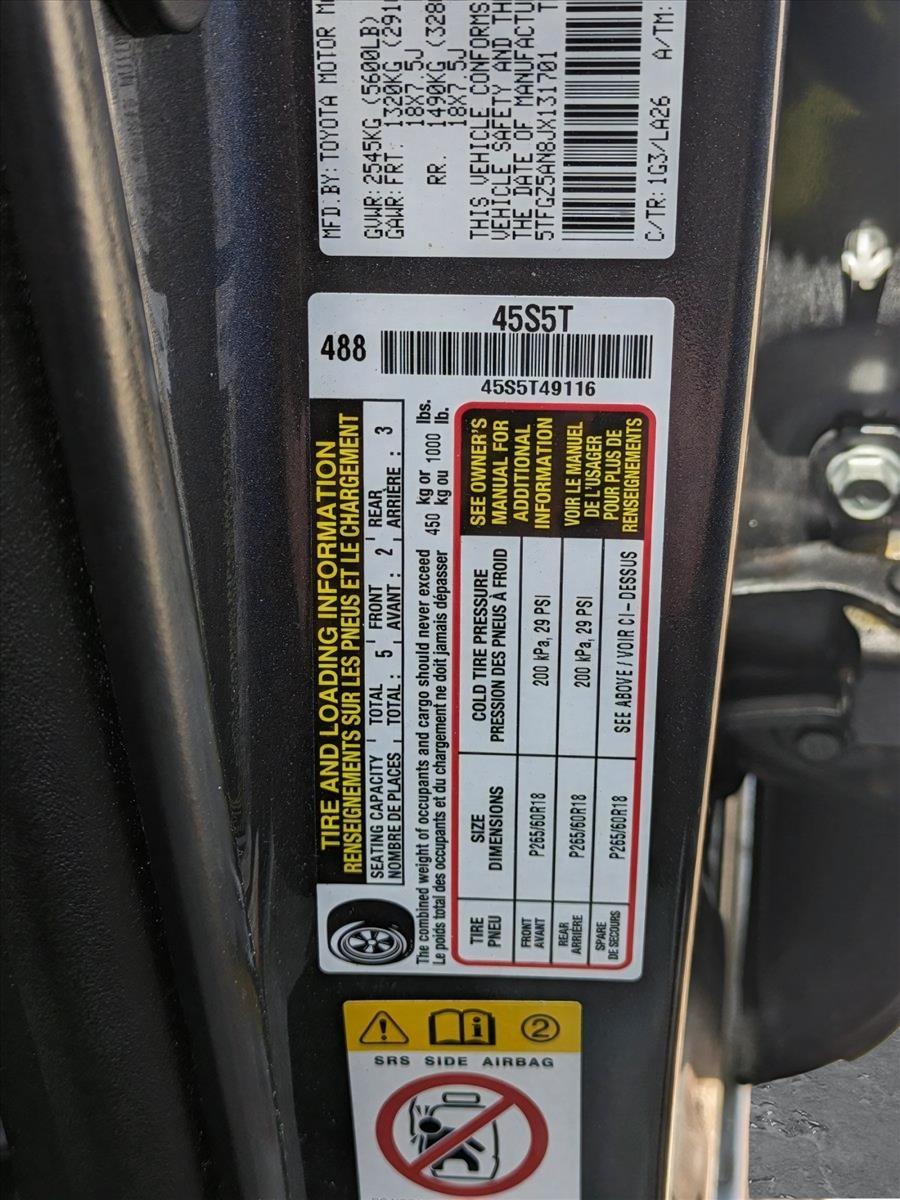 MFD.BY: TOYOTA MOTOR
GVWR: 2545KG (5600LB)
GAWR: FRT. 1320KG
18X7.5J
RR. 1490KG
18X7.5J
THIS VEHICLE CONFORMS
VEHICLE SAFETY AND
THE DATE OF MANUFACTU
5TFGZ5AN8JX131701
C/TR: 1G3/LA26 A/TM:
45S5T
488
45S5T49116
TIRE AND LOADING INFORMATION
RENSEIGNEMENTS SUR LES PNEUS ET LE CHARGEMENT
SEATING CAPACITY TOTAL FRONT REAR
NOMBRE DE PLACES TOTAL : 5 AVANT : 2 ARRIÈRE : 3
The combined weight of occupants and cargo should never exceed 450 kg or 1000 lbs.
Le poids total des occupants et du chargement ne doit jamais dépasser kg ou lb.
TIRE SIZE COLD TIRE PRESSURE
PNEU DIMENSIONS PRESSION DES PNEUS À FROID
FRONT
AVANT P265/60R18 200 kPa, 29 PSI
REAR
ARRIÈRE P265/60R18 200 kPa, 29 PSI
SPARE
DE SECOURS P265/60R18 SEE ABOVE / VOIR CI-DESSUS
SEE OWNER'S
MANUAL FOR
ADDITIONAL
INFORMATION
VOIR LE MANUEL
DE L'USAGER
POUR PLUS DE
RENSEIGNEMENTS
2
SRS SIDE AIRBAG